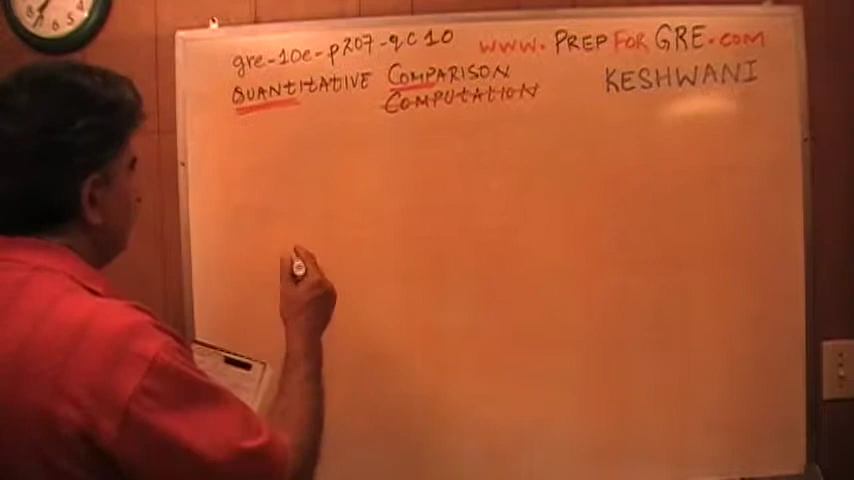 gre-10e-p207-qc10 www.PREPFORGRE.com
QUANTITATIVE COMPARISON KESHWANI
COMPUTATION